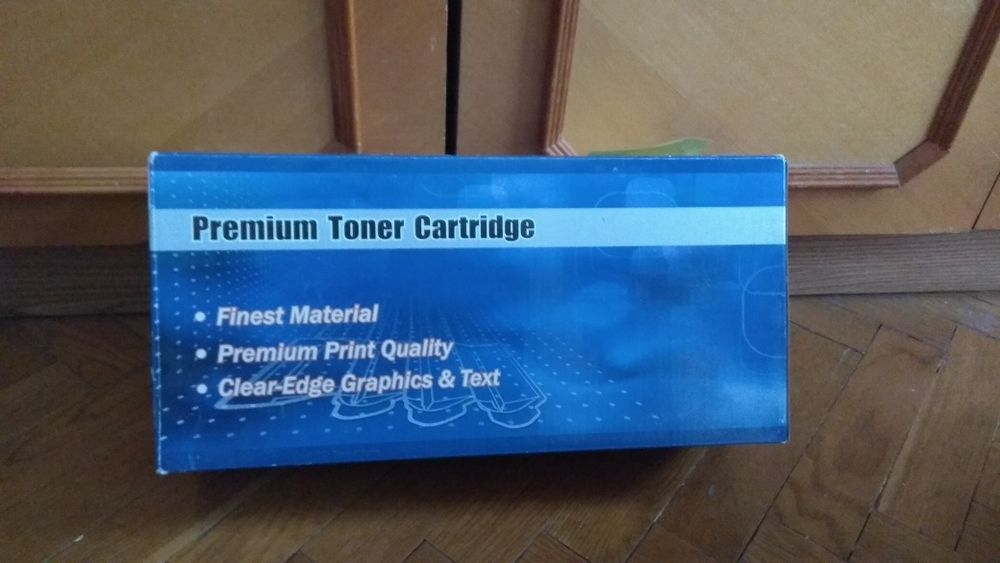 Premium Toner Cartridge
• Finest Material
• Premium Print Quality
• Clear-Edge Graphics & Text